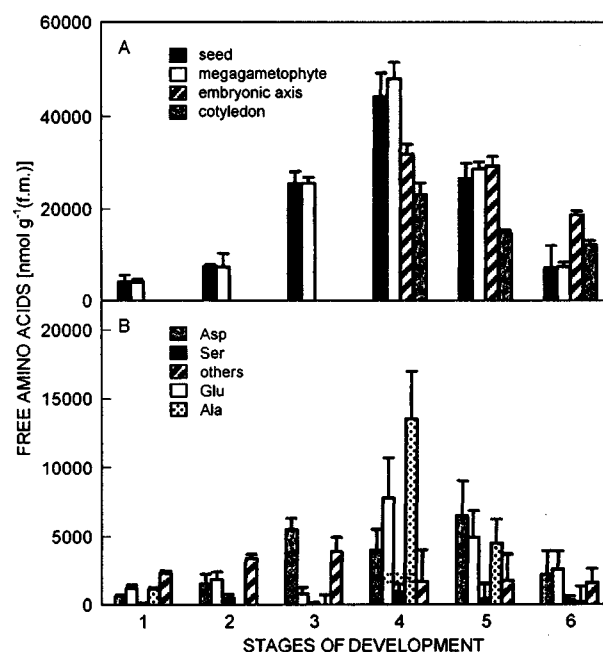 A
seed
megagametophyte
embryonic axis
cotyledon
60000
40000
20000
0
B
Asp
Ser
others
Glu
Ala
20000
15000
10000
5000
0
FREE AMINO ACIDS [nmol g-1(f.m.)]
1 2 3 4 5 6
STAGES OF DEVELOPMENT